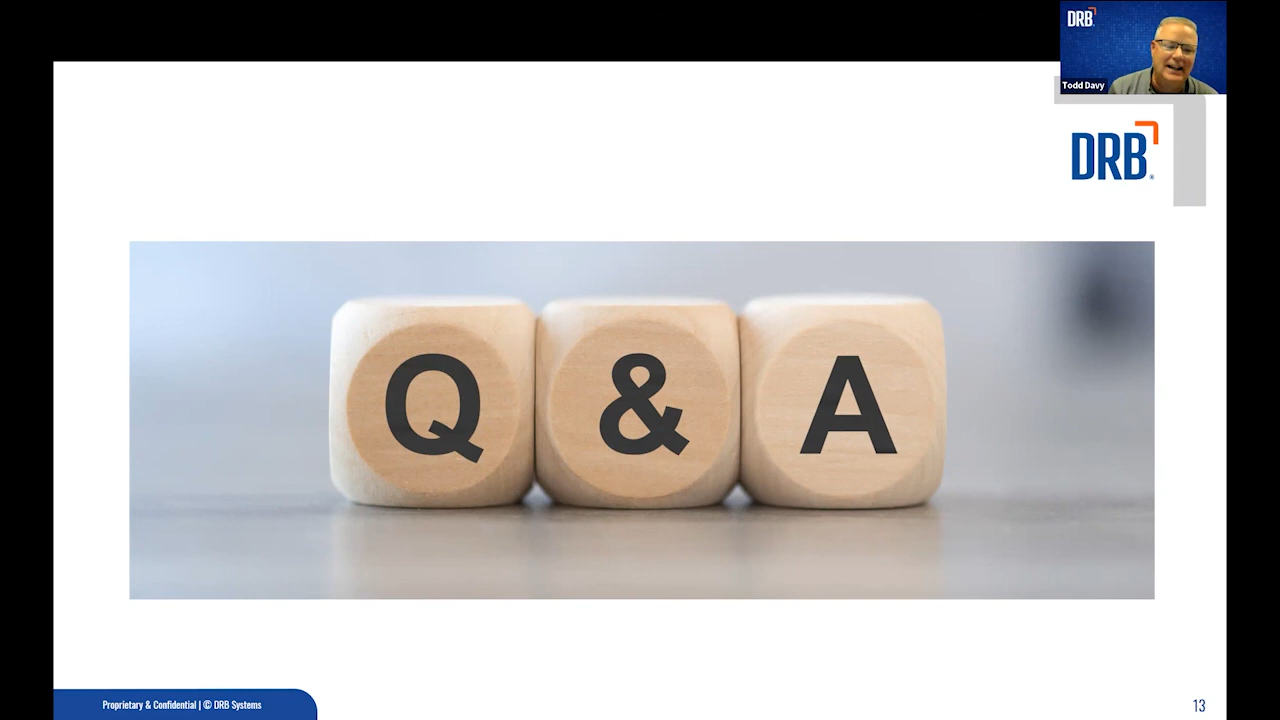 DRB
Todd Davy
DRB®
Q & A
Proprietary & Confidential | © DRB Systems
13